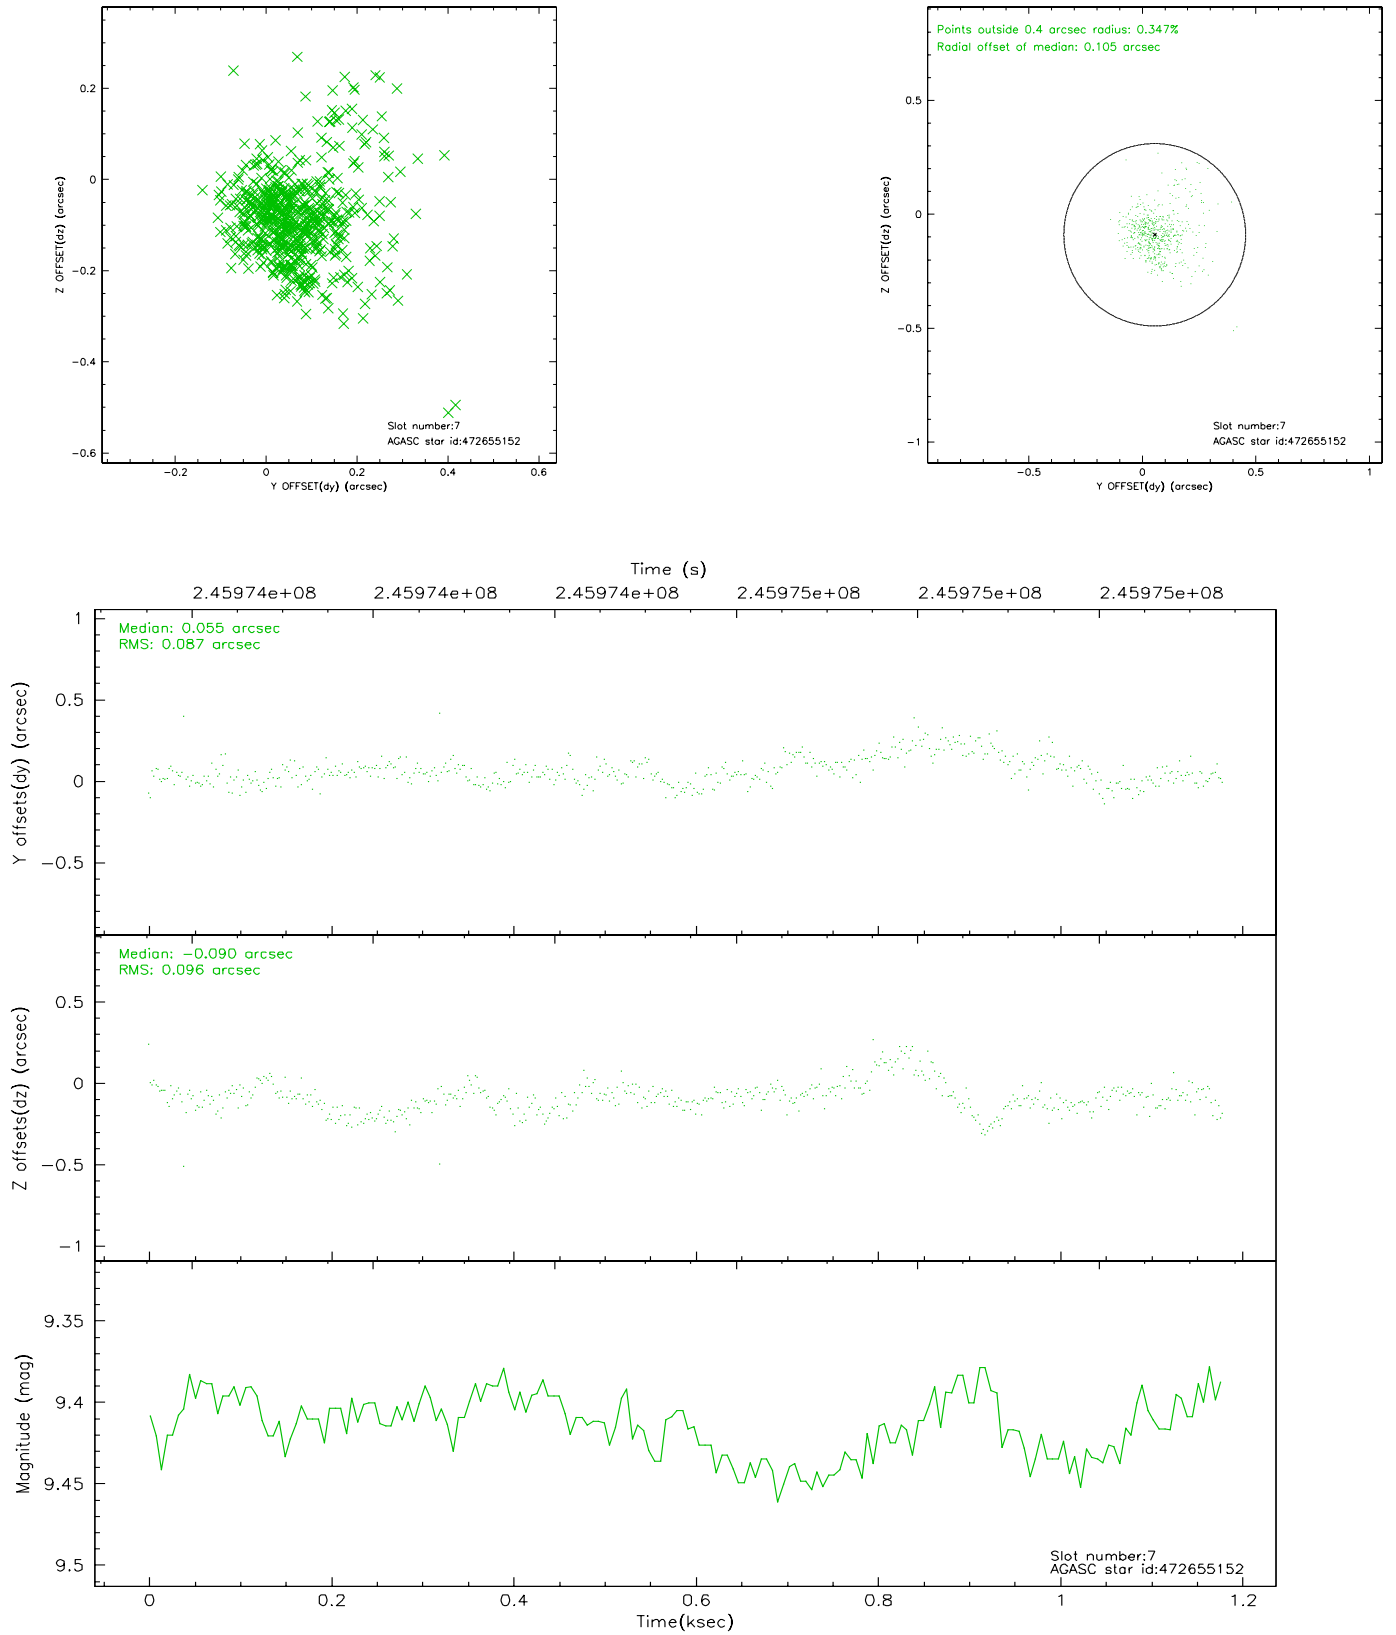 0.2
0
−0.2
−0.4
−0.6
Z OFFSET(dz) (arcsec)
−0.2
0
0.2
0.4
0.6
Y OFFSET(dy) (arcsec)
Slot number:7
AGASC star id:472655152
Points outside 0.4 arcsec radius: 0.347%
Radial offset of median: 0.105 arcsec
0.5
0
−0.5
−1
Z OFFSET(dz) (arcsec)
−0.5
0
0.5
1
Y OFFSET(dy) (arcsec)
Slot number:7
AGASC star id:472655152
Time (s)
2.45974e+08
2.45974e+08
2.45974e+08
2.45975e+08
2.45975e+08
2.45975e+08
Median: 0.055 arcsec
RMS: 0.087 arcsec
1
0.5
0
−0.5
Y offsets(dy) (arcsec)
Median: −0.090 arcsec
RMS: 0.096 arcsec
0.5
0
−0.5
−1
Z offsets(dz) (arcsec)
9.35
9.4
9.45
9.5
Magnitude (mag)
Slot number:7
AGASC star id:472655152
0
0.2
0.4
0.6
0.8
1
1.2
Time(ksec)